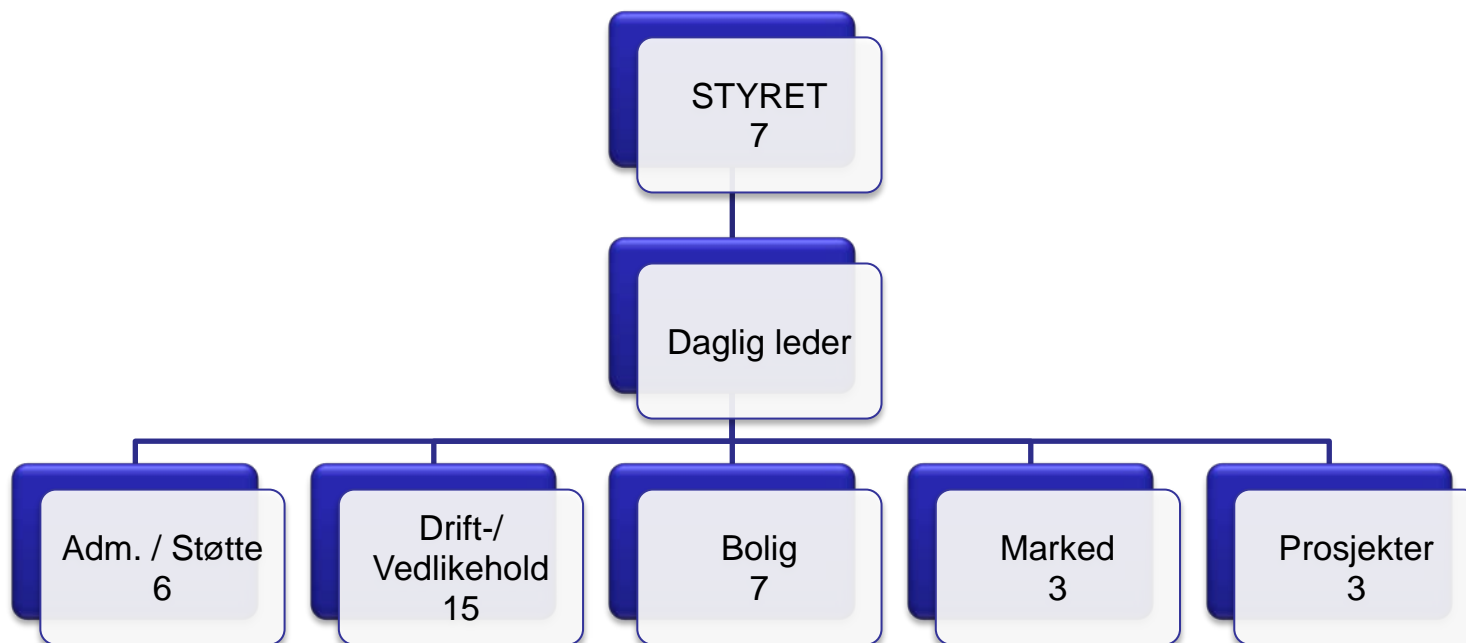 STYRET
7
Daglig leder
Adm. / Støtte
6
Drift-/
Vedlikehold
15
Bolig
7
Marked
3
Prosjekter
3